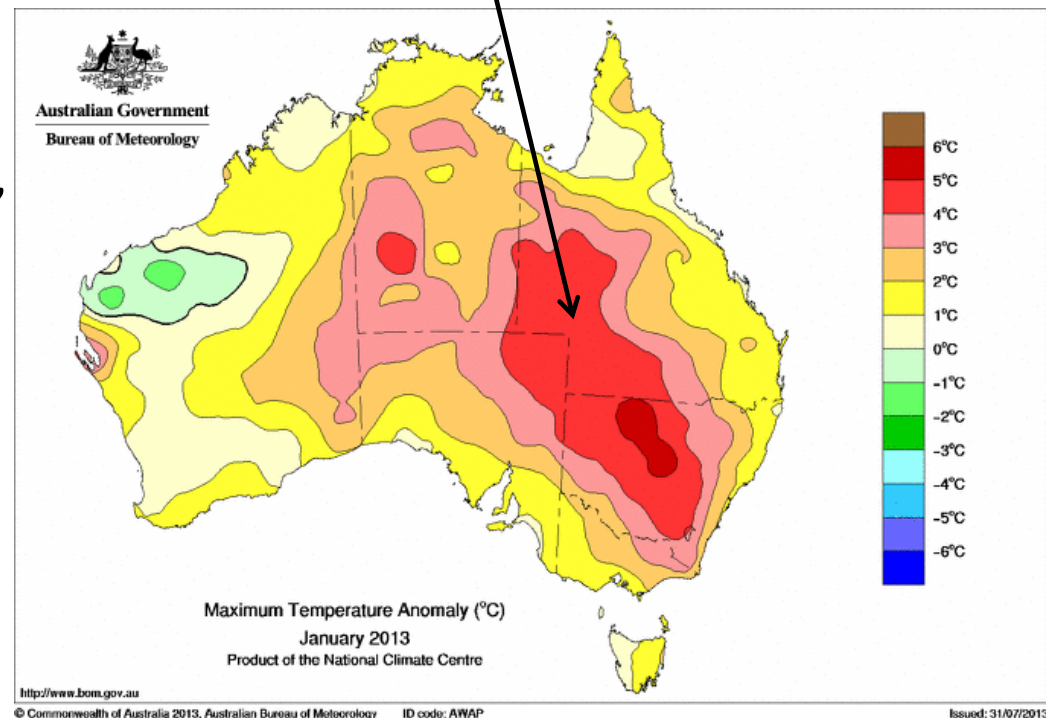 Australian Government
Bureau of Meteorology
6°C
5°C
4°C
3°C
2°C
1°C
0°C
-1°C
-2°C
-3°C
-4°C
-5°C
-6°C
Maximum Temperature Anomaly (°C)
January 2013
Product of the National Climate Centre
http://www.bom.gov.au
© Commonwealth of Australia 2013, Australian Bureau of Meteorology ID code: AWAP Issued: 31/07/2013